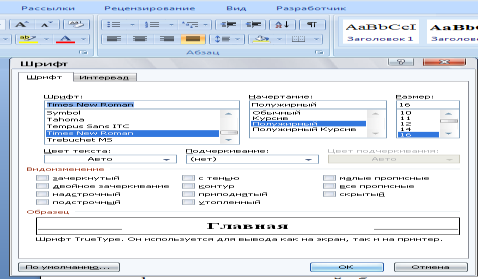 Рассылки Рецензирование Вид Разработчик
AaBbCcI AaBbCc
Заголовок 1 Заголово
Абзац
Шрифт
Шрифт Интервал
Шрифт: Начертание: Размер:
Times New Roman Полужирный 16
Symbol
Tahoma
Tempus Sans ITC
Times New Roman
Trebuchet MS
Обычный
Курсив
Полужирный
Полужирный Курсив
10
11
12
14
16
Цвет текста: Подчеркивание: Цвет подчеркивания:
Авто (нет) Авто
Видоизменение
зачеркнутый с тенью малые прописные
двойное зачеркивание контур все прописные
надстрочный приподнятый скрытый
подстрочный утопленный
Образец
Главная
Шрифт TrueType. Он используется для вывода как на экран, так и на принтер.
По умолчанию... ОК Отмена